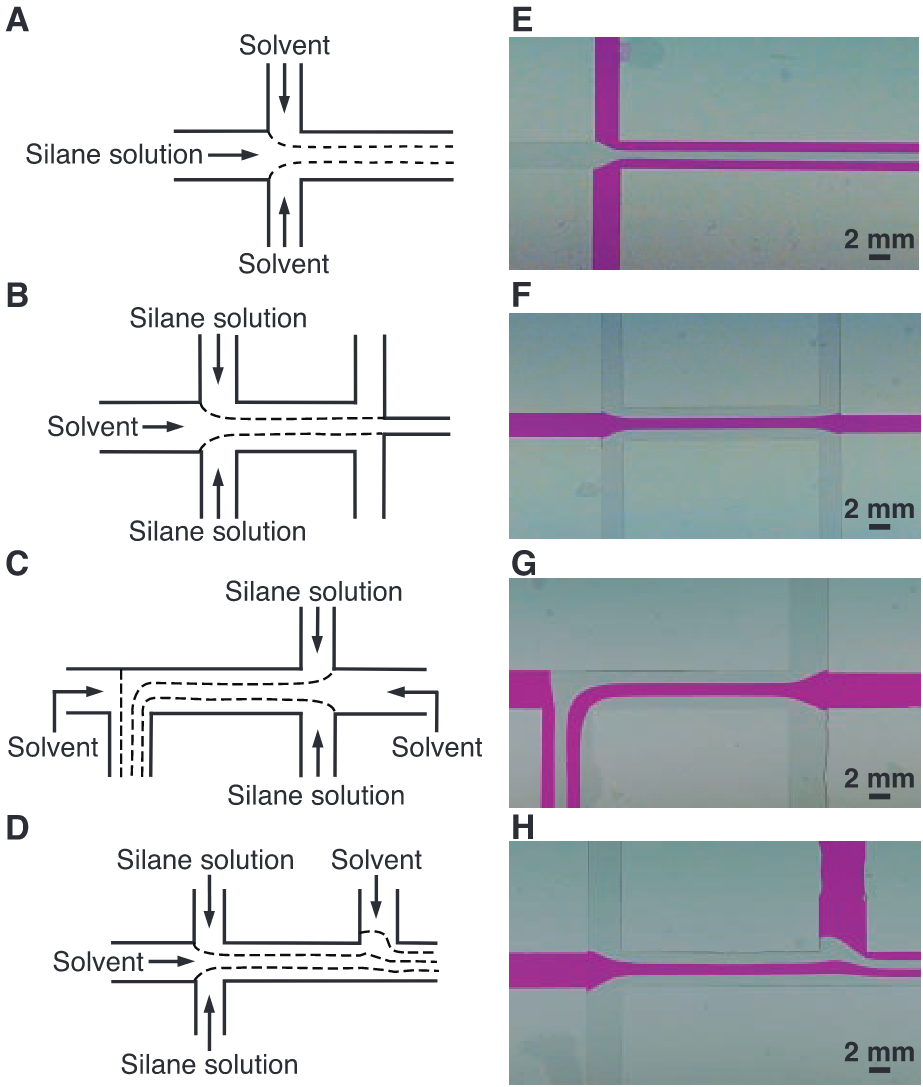 A
Solvent
Silane solution
Solvent
B
Silane solution
Solvent
Silane solution
C
Silane solution
Solvent
Solvent
Silane solution
D
Silane solution
Solvent
Solvent
Silane solution
E
2 mm
F
2 mm
G
2 mm
H
2 mm